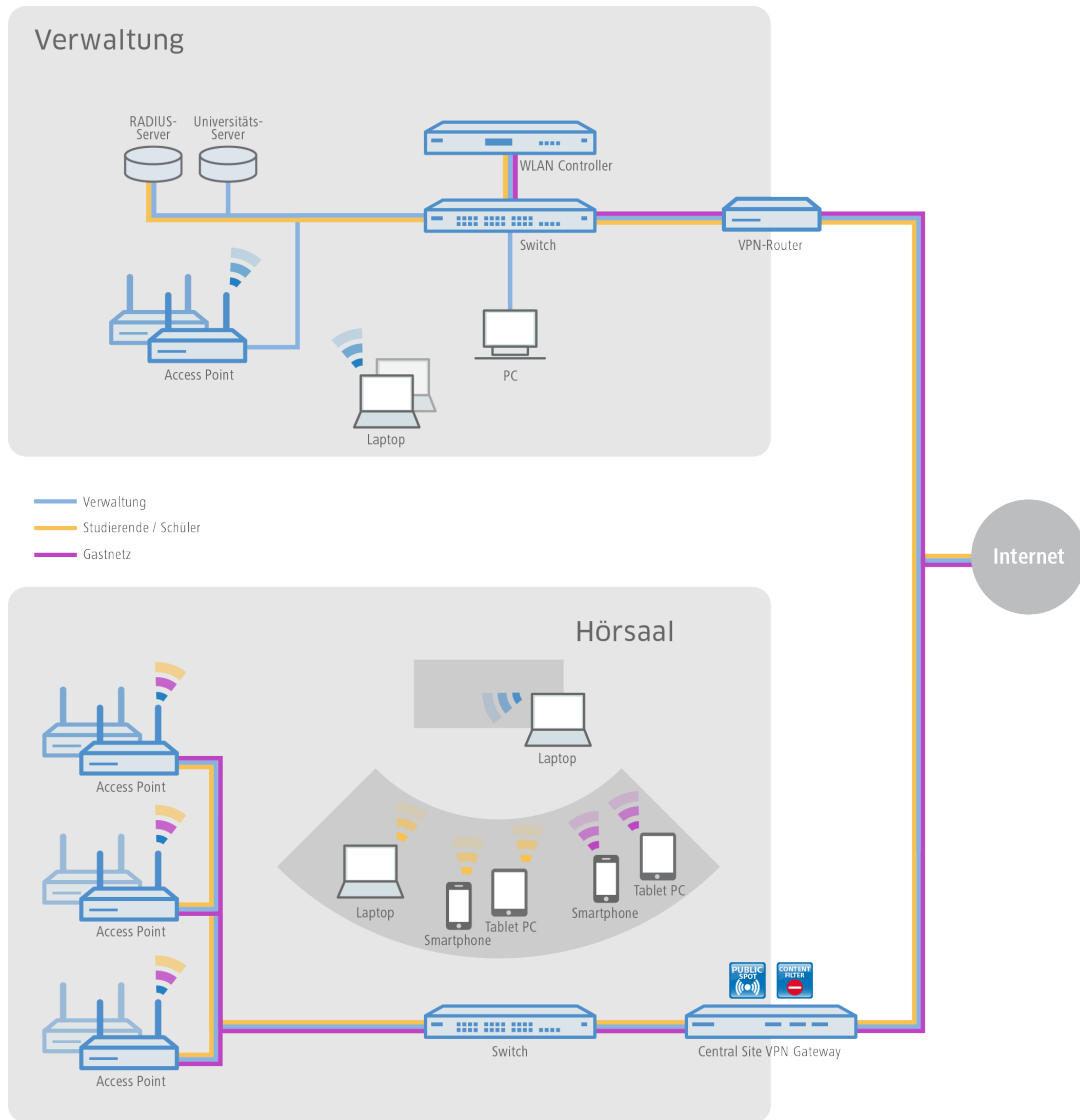 Verwaltung
RADIUS-
Server
Universitäts-
Server
WLAN Controller
Switch
VPN-Router
Access Point
PC
Laptop
Verwaltung
Studierende / Schüler
Gastnetz
Internet
Hörsaal
Access Point
Laptop
Access Point
Laptop
Smartphone
Tablet PC
Smartphone
Tablet PC
PUBLIC
SPOT
CONTENT
FILTER
Access Point
Switch
Central Site VPN Gateway